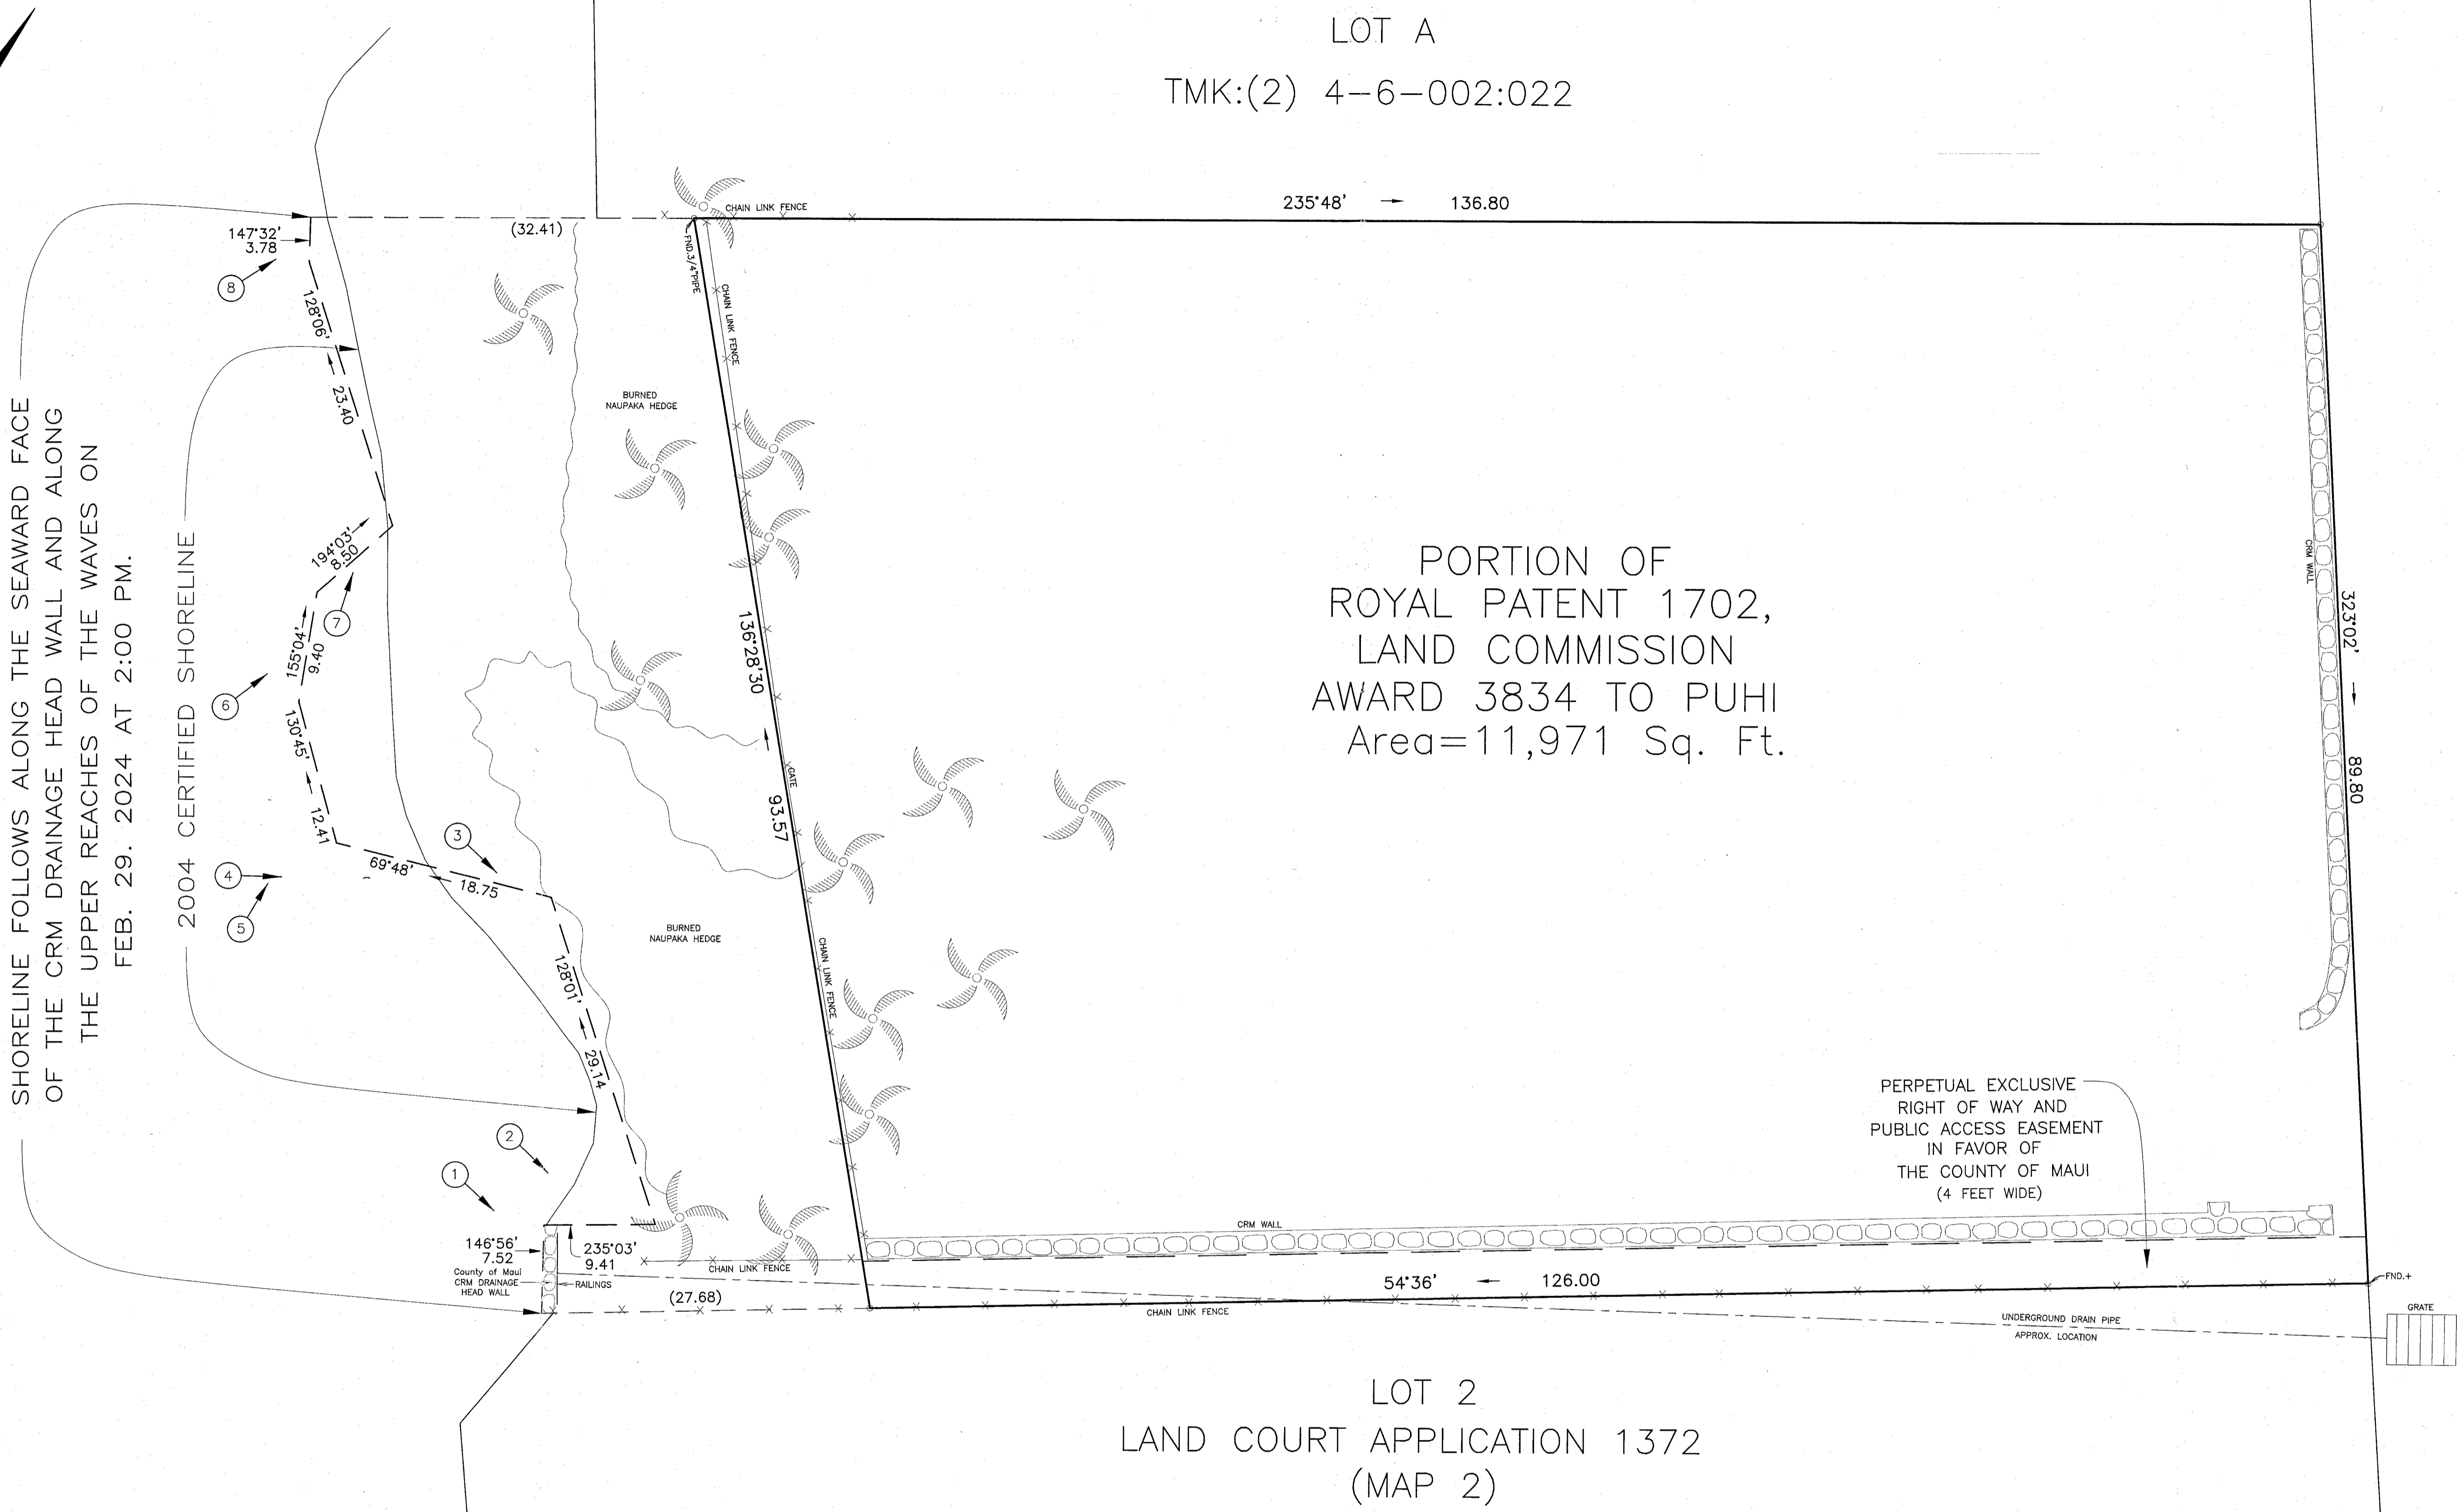 LOT A
TMK:(2) 4-6-002:022
235°48' 136.80
CHAIN LINK FENCE
(32.41)
FND.3/4"PIPE
CHAIN LINK FENCE
147°32'
3.78
8
128°06'
23.40
BURNED
NAUPAKA HEDGE
SHORELINE FOLLOWS ALONG THE SEAWARD FACE
OF THE CRM DRAINAGE HEAD WALL AND ALONG
THE UPPER REACHES OF THE WAVES ON
FEB. 29. 2024 AT 2:00 PM.
2004 CERTIFIED SHORELINE
194°03'
8.50
7
155°04'
9.40
6
130°45'
12.41
136°28'30
93.57
GATE
PORTION OF
ROYAL PATENT 1702,
LAND COMMISSION
AWARD 3834 TO PUHI
Area=11,971 Sq. Ft.
CRM WALL
323°02'
89.80
3
4
5
69°48'
18.75
BURNED
NAUPAKA HEDGE
CHAIN LINK FENCE
128°01'
29.14
2
1
PERPETUAL EXCLUSIVE
RIGHT OF WAY AND
PUBLIC ACCESS EASEMENT
IN FAVOR OF
THE COUNTY OF MAUI
(4 FEET WIDE)
CRM WALL
146°56'
7.52
County of Maui
CRM DRAINAGE
HEAD WALL
235°03'
9.41
RAILINGS
CHAIN LINK FENCE
(27.68)
54°36' 126.00
CHAIN LINK FENCE
FND.+
GRATE
UNDERGROUND DRAIN PIPE
APPROX. LOCATION
LOT 2
LAND COURT APPLICATION 1372
(MAP 2)